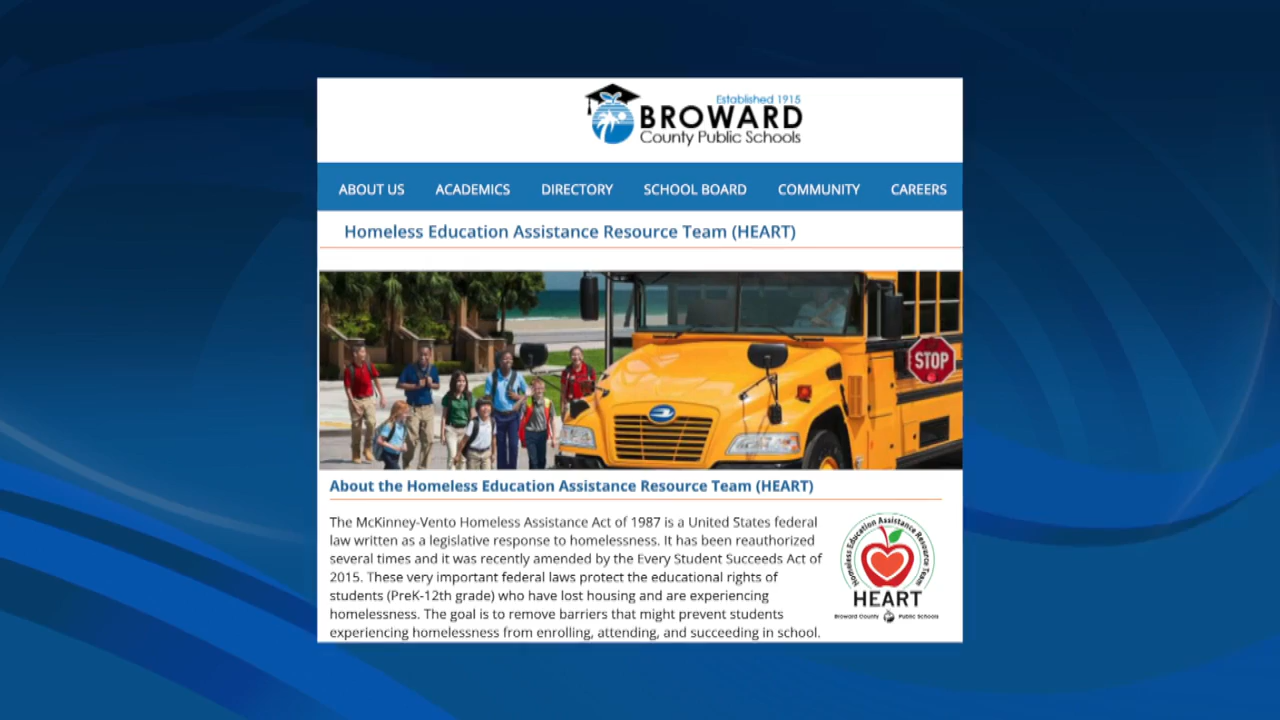 Established 1915
BROWARD
County Public Schools
ABOUT US ACADEMICS DIRECTORY SCHOOL BOARD COMMUNITY CAREERS
Homeless Education Assistance Resource Team (HEART)
STOP
About the Homeless Education Assistance Resource Team (HEART)
The McKinney-Vento Homeless Assistance Act of 1987 is a United States federal
law written as a legislative response to homelessness. It has been reauthorized
several times and it was recently amended by the Every Student Succeeds Act of
2015. These very important federal laws protect the educational rights of
students (PreK-12th grade) who have lost housing and are experiencing
homelessness. The goal is to remove barriers that might prevent students
experiencing homelessness from enrolling, attending, and succeeding in school.
Homeless Education Assistance Resource Team
HEART
Broward County Public Schools